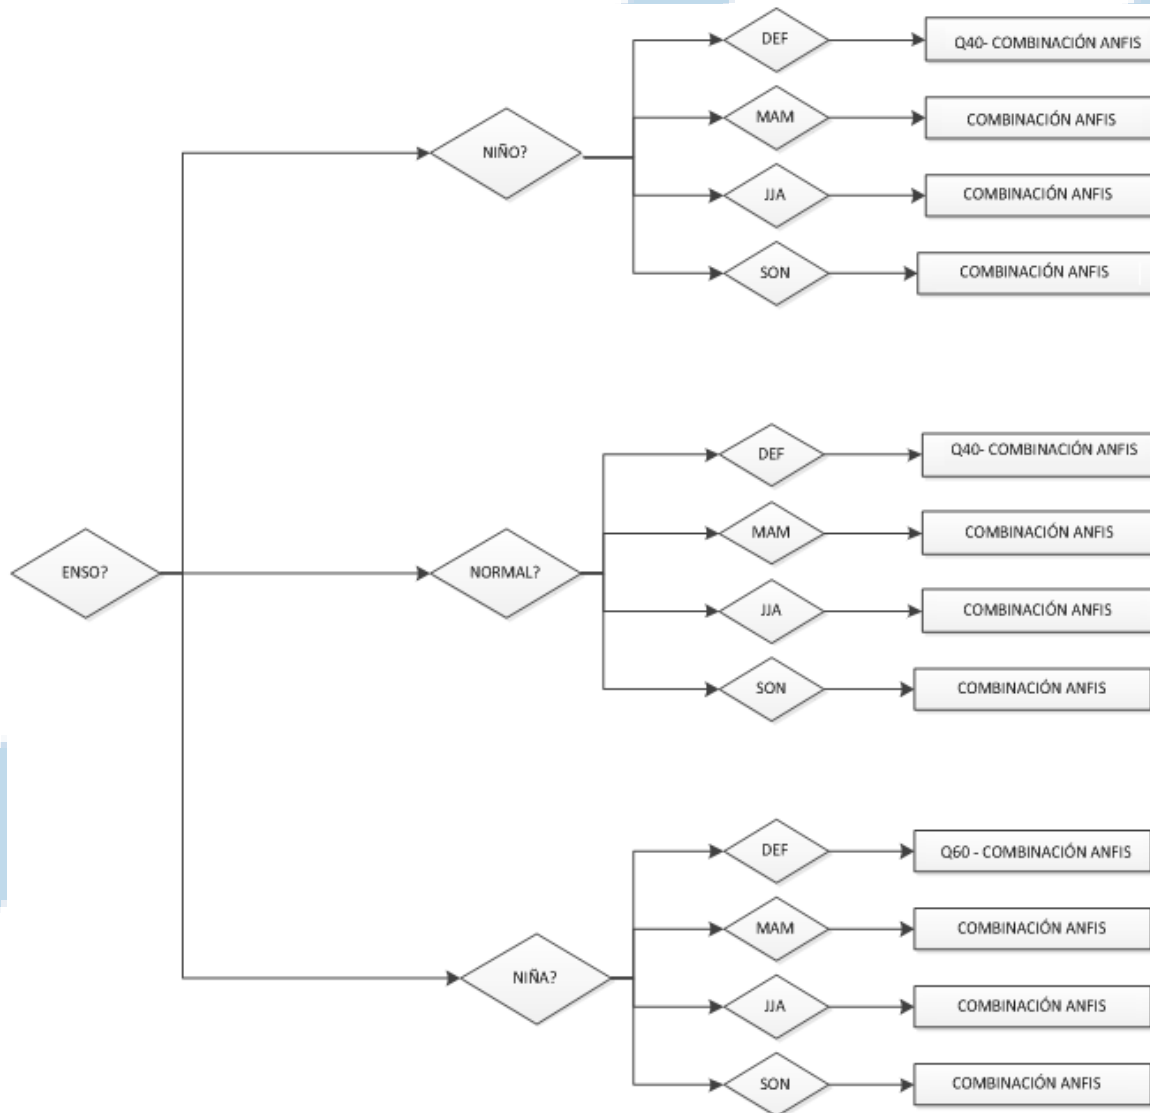 DEF
Q40- COMBINACIÓN ANFIS
MAM
COMBINACIÓN ANFIS
NIÑO?
JJA
COMBINACIÓN ANFIS
SON
COMBINACIÓN ANFIS
DEF
Q40- COMBINACIÓN ANFIS
MAM
COMBINACIÓN ANFIS
ENSO?
NORMAL?
JJA
COMBINACIÓN ANFIS
SON
COMBINACIÓN ANFIS
DEF
Q60 - COMBINACIÓN ANFIS
MAM
COMBINACIÓN ANFIS
NIÑA?
JJA
COMBINACIÓN ANFIS
SON
COMBINACIÓN ANFIS